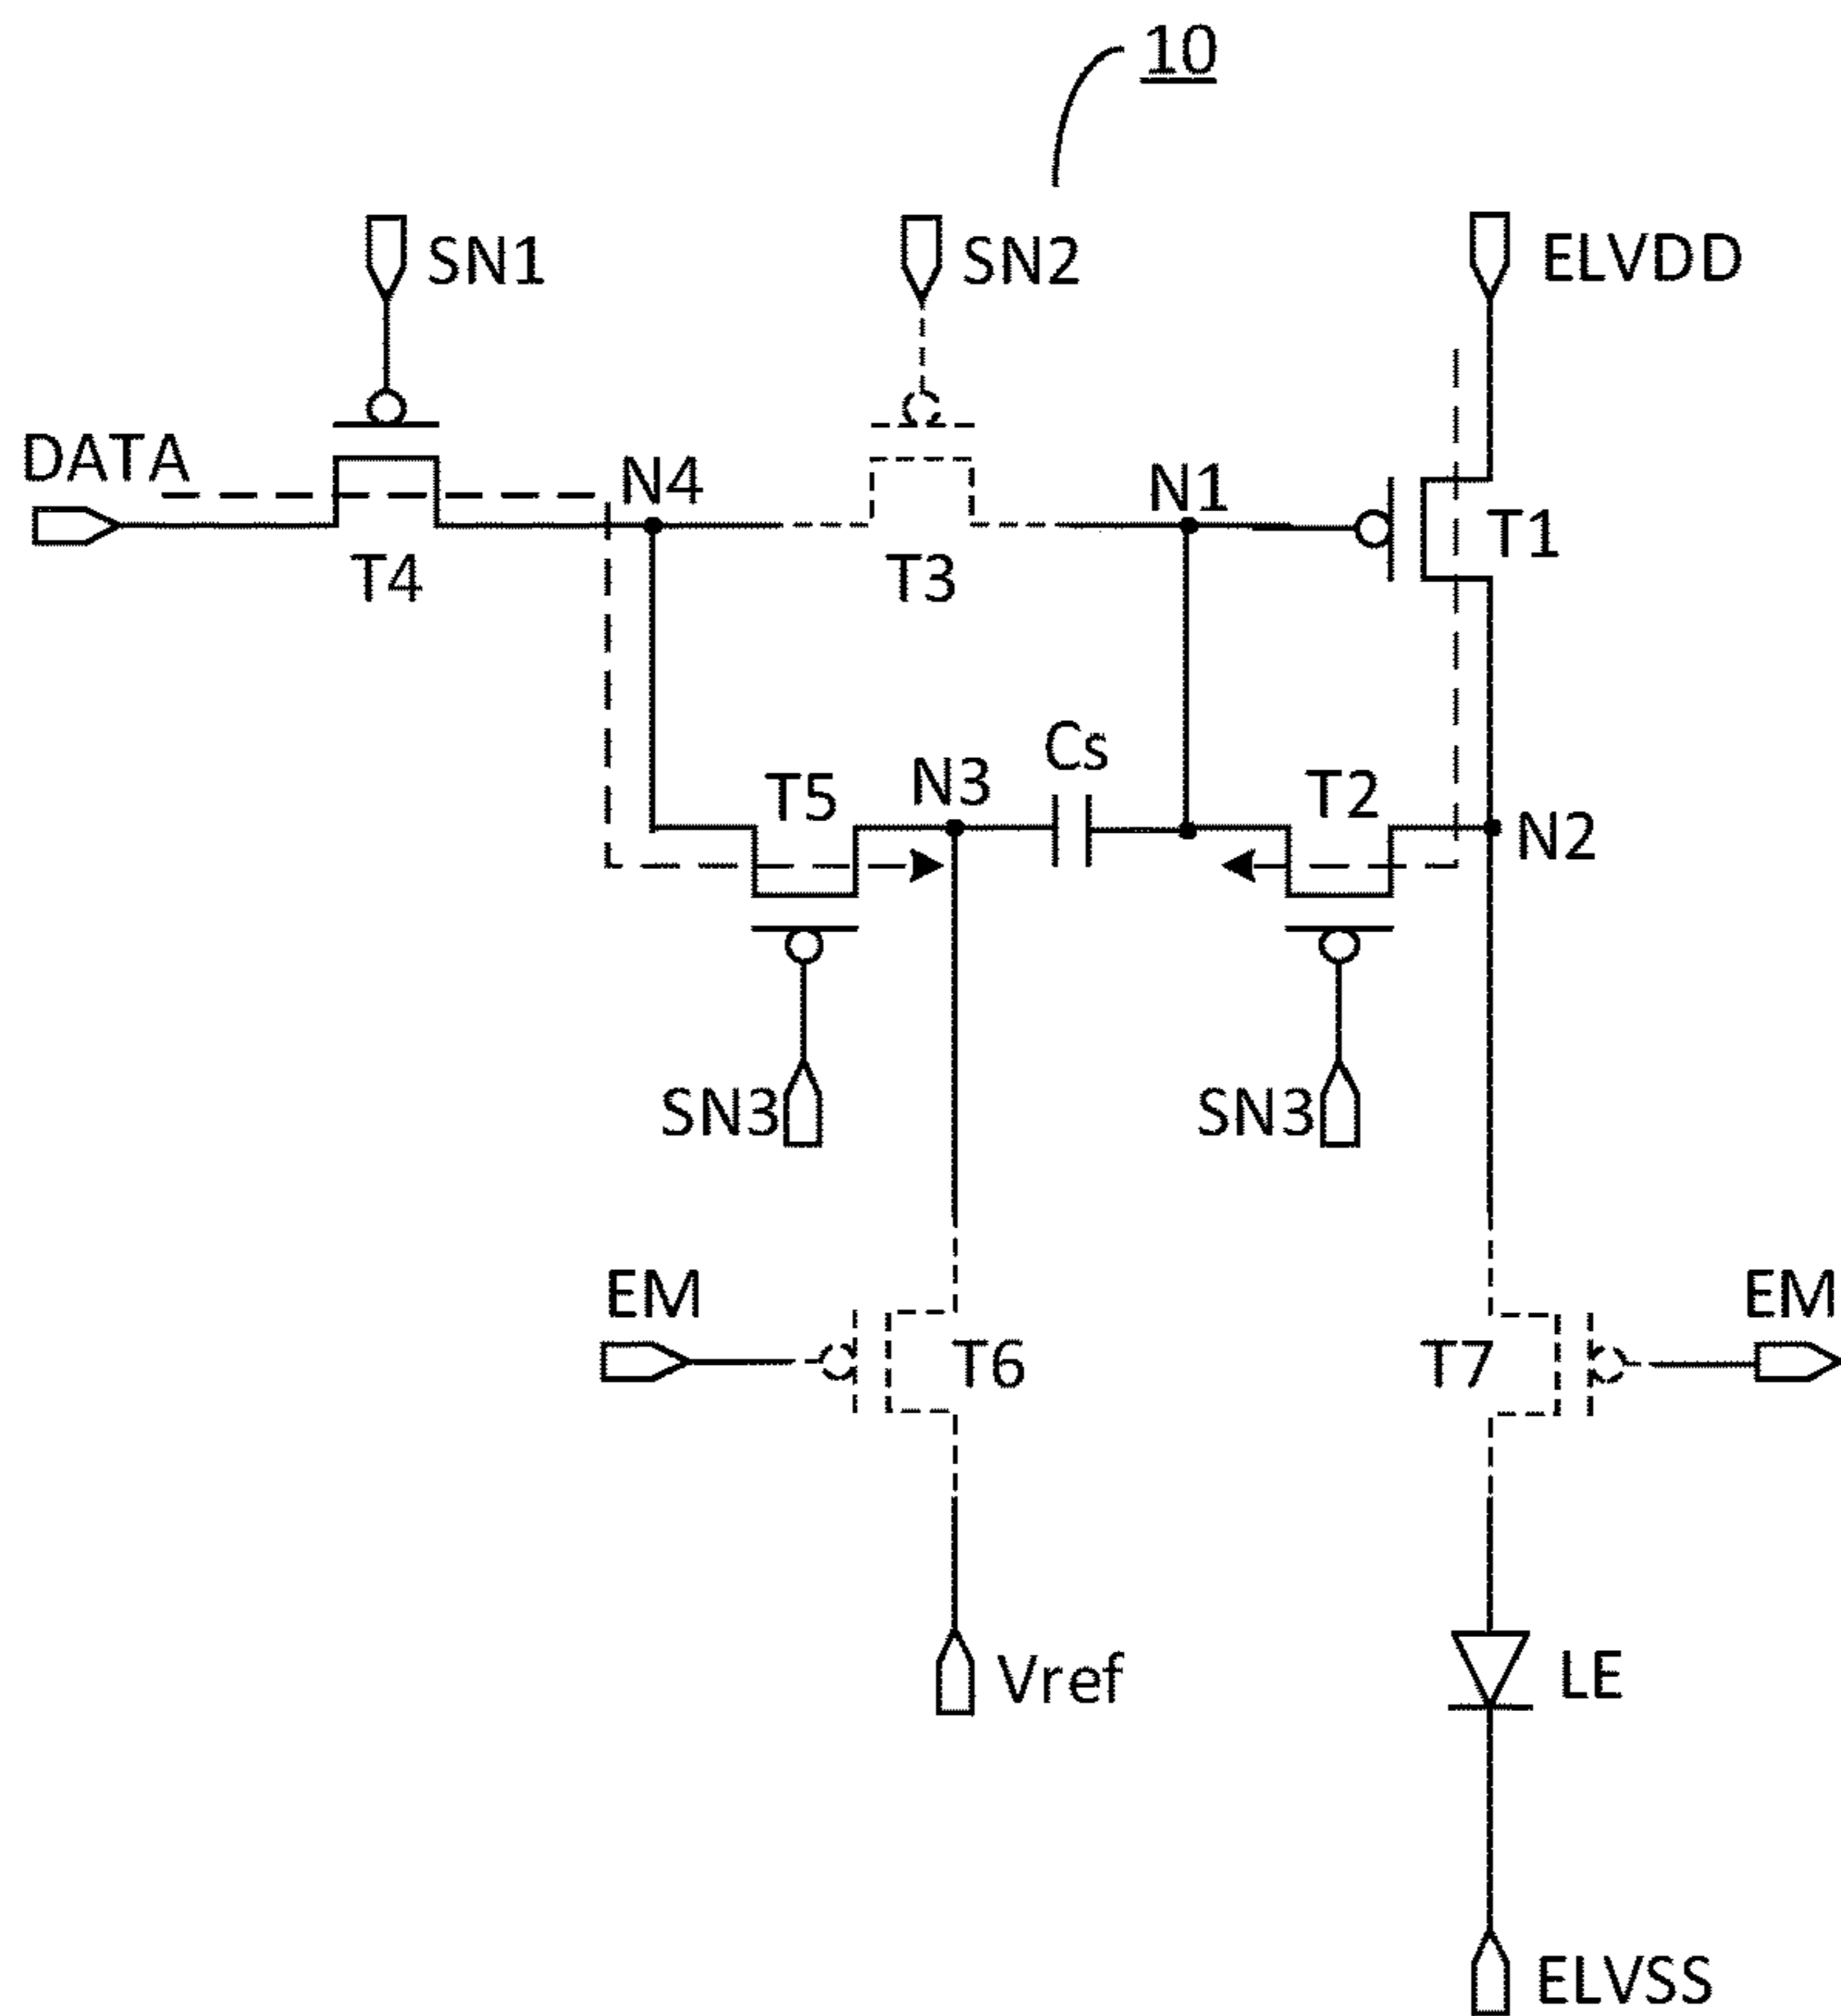 10
SN1
SN2
ELVDD
DATA
N4
N1
T1
T4
T3
Cs
N3
T5
T2
N2
SN3
SN3
EM
EM
T6
T7
Vref
LE
ELVSS